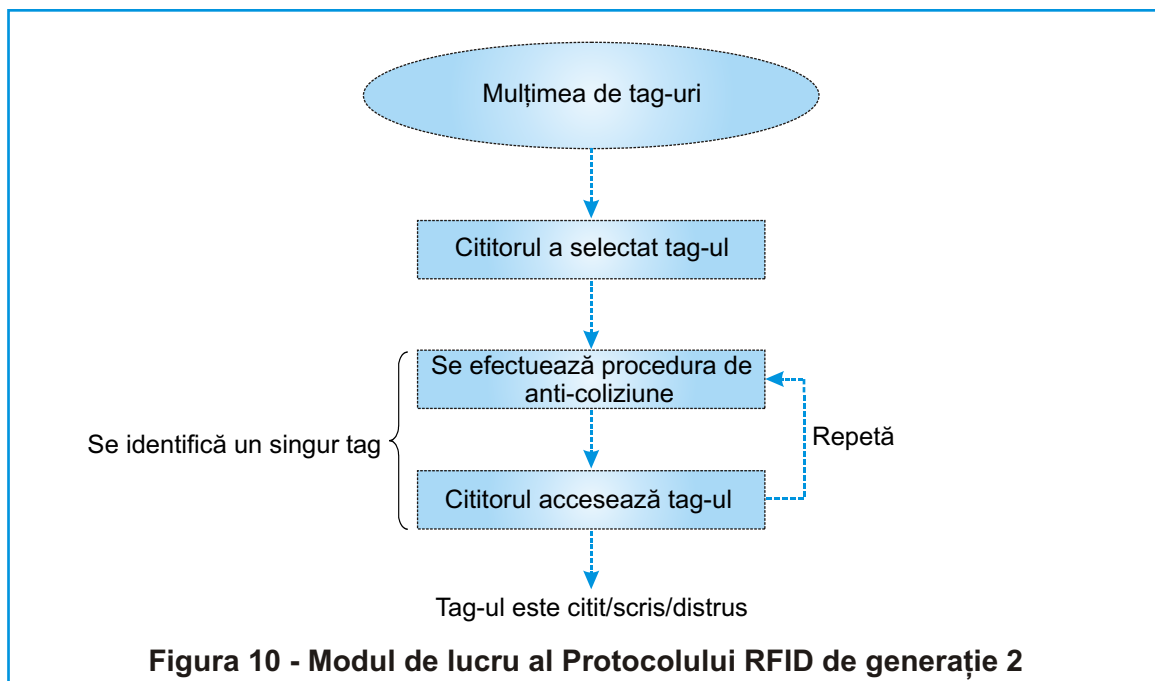 Mulțimea de tag-uri
Cititorul a selectat tag-ul
Se efectuează procedura de
anti-coliziune
Se identifică un singur tag
Repetă
Cititorul accesează tag-ul
Tag-ul este citit/scris/distrus
Figura 10 - Modul de lucru al Protocolului RFID de generație 2